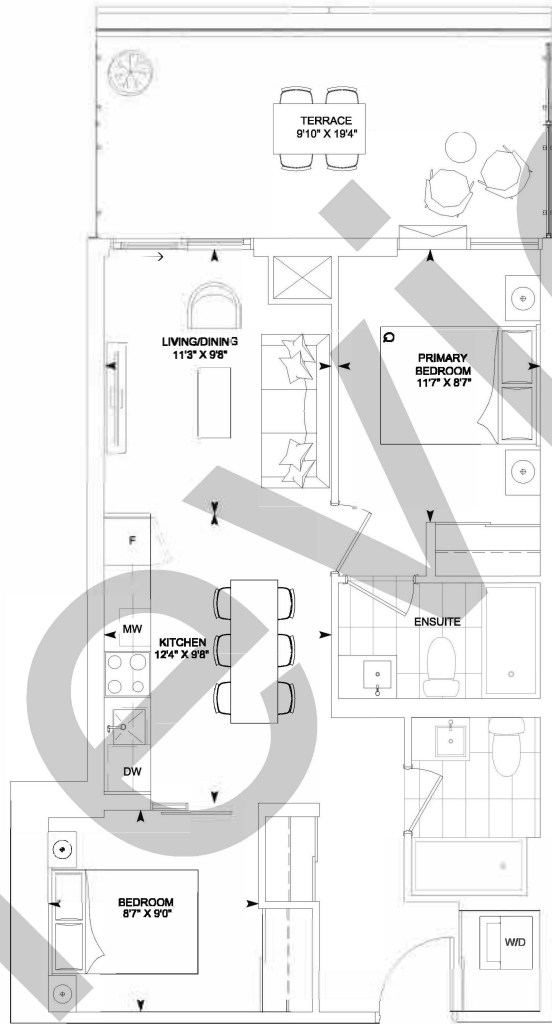 TERRACE
9'10" X 19'4"
LIVING/DINING
11'3" X 9'8"
PRIMARY
BEDROOM
11'7" X 8'7"
F
MW
KITCHEN
12'4" X 9'8"
ENSUITE
DW
BEDROOM
8'7" X 9'0"
W/D